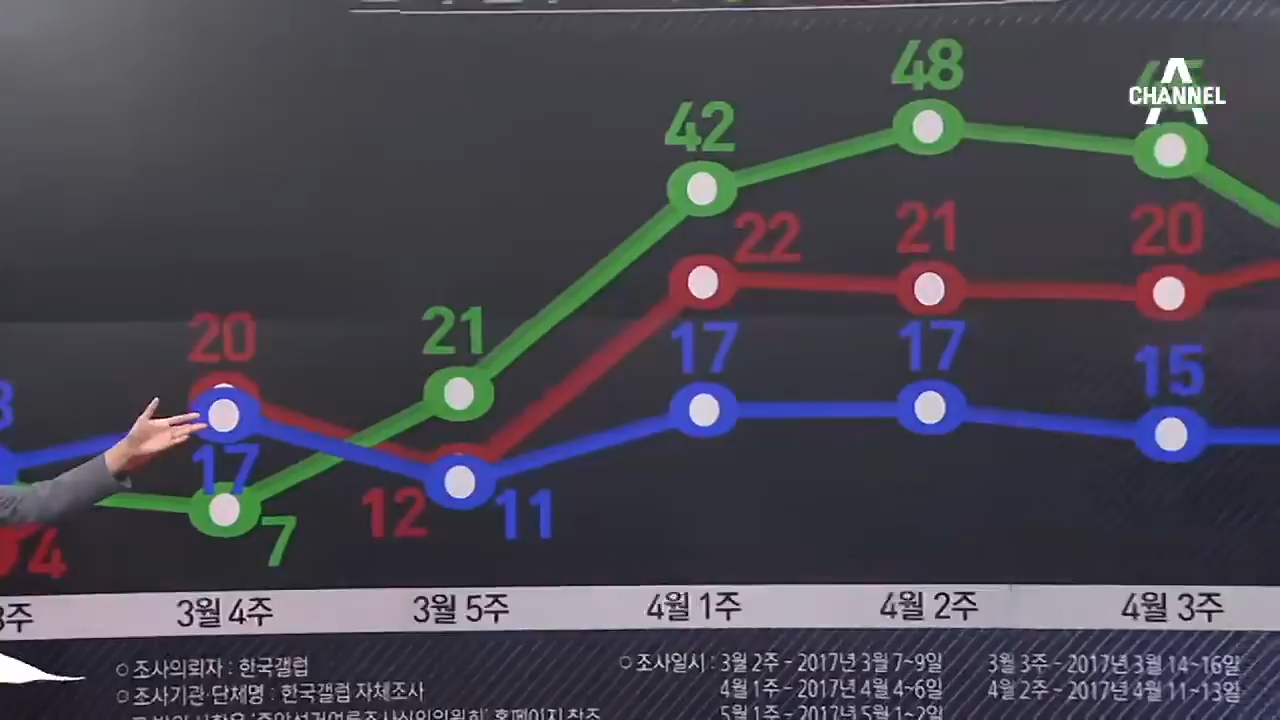 CHANNEL A
48
42
22
21
20
20
21
17
17
15
17
12
11
7
4
3월 4주
3월 5주
4월 1주
4월 2주
4월 3주
○ 조사의뢰자 : 한국갤럽
○ 조사일시 : 3월 2주 - 2017년 3월 7~9일
3월 3주 - 2017년 3월 14~16일
○ 조사기관·단체명 : 한국갤럽 자체조사
4월 1주 - 2017년 4월 4~6일
4월 2주 - 2017년 4월 11~13일
홈페이지 참조
5월 1주 - 2017년 5월 1~2일